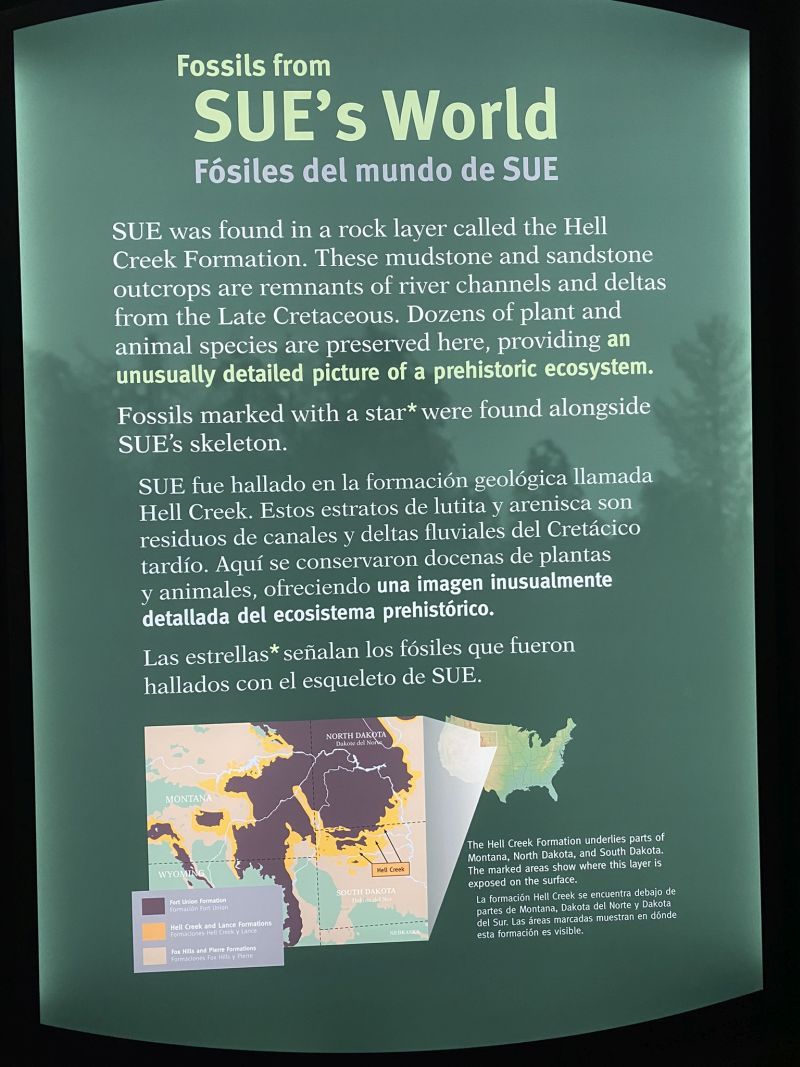 Fossils from
SUE's World
Fósiles del mundo de SUE
SUE was found in a rock layer called the Hell
Creek Formation. These mudstone and sandstone
outcrops are remnants of river channels and deltas
from the Late Cretaceous. Dozens of plant and
animal species are preserved here, providing an
unusually detailed picture of a prehistoric ecosystem.
Fossils marked with a star* were found alongside
SUE's skeleton.
SUE fue hallado en la formación geológica llamada
Hell Creek. Estos estratos de lutita y arenisca son
residuos de canales y deltas fluviales del Cretácico
tardío. Aquí se conservaron docenas de plantas
y animales, ofreciendo una imagen inusualmente
detallada del ecosistema prehistórico.
Las estrellas* señalan los fósiles que fueron
hallados con el esqueleto de SUE.
NORTH DAKOTA
Dakota del Norte
MONTANA
WYOMING
Hell Creek
SOUTH DAKOTA
Dakota del Sur
NEBRASKA
Fort Union Formation
Formación Fort Union
Hell Creek and Lance Formations
Formaciones Hell Creek y Lance
Fox Hills and Pierre Formations
Formaciones Fox Hills y Pierre
The Hell Creek Formation underlies parts of
Montana, North Dakota, and South Dakota.
The marked areas show where this layer is
exposed on the surface.
La formación Hell Creek se encuentra debajo de
partes de Montana, Dakota del Norte y Dakota
del Sur. Las áreas marcadas muestran en dónde
esta formación es visible.